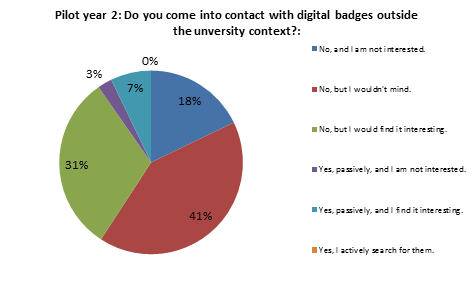 Pilot year 2: Do you come into contact with digital badges outside
the unversity context?:
0%
3%
7%
18%
31%
41%
No, and I am not interested.
No, but I wouldn't mind.
No, but I would find it interesting.
Yes, passively, and I am not interested.
Yes, passively, and I find it interesting.
Yes, I actively search for them.